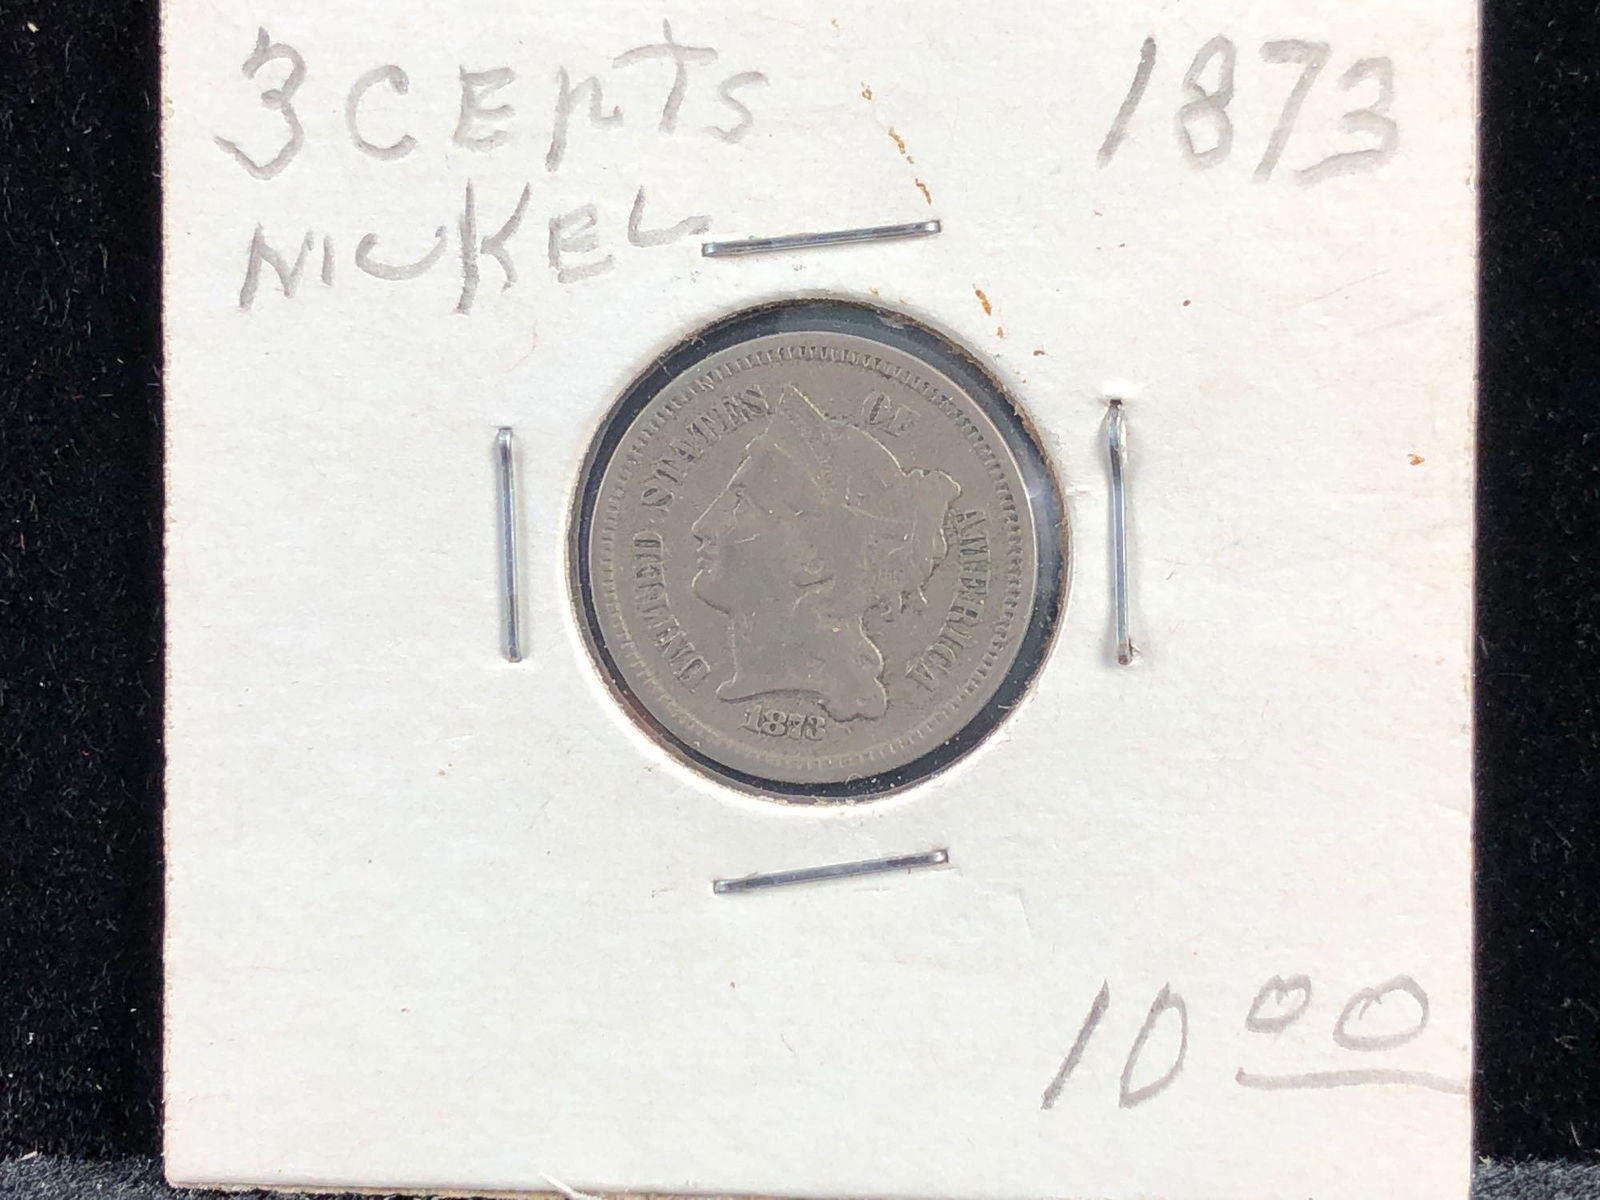 3 CEnTS 1873
NICKEL
UNITED STATES OF AMERICA
1873
10 00